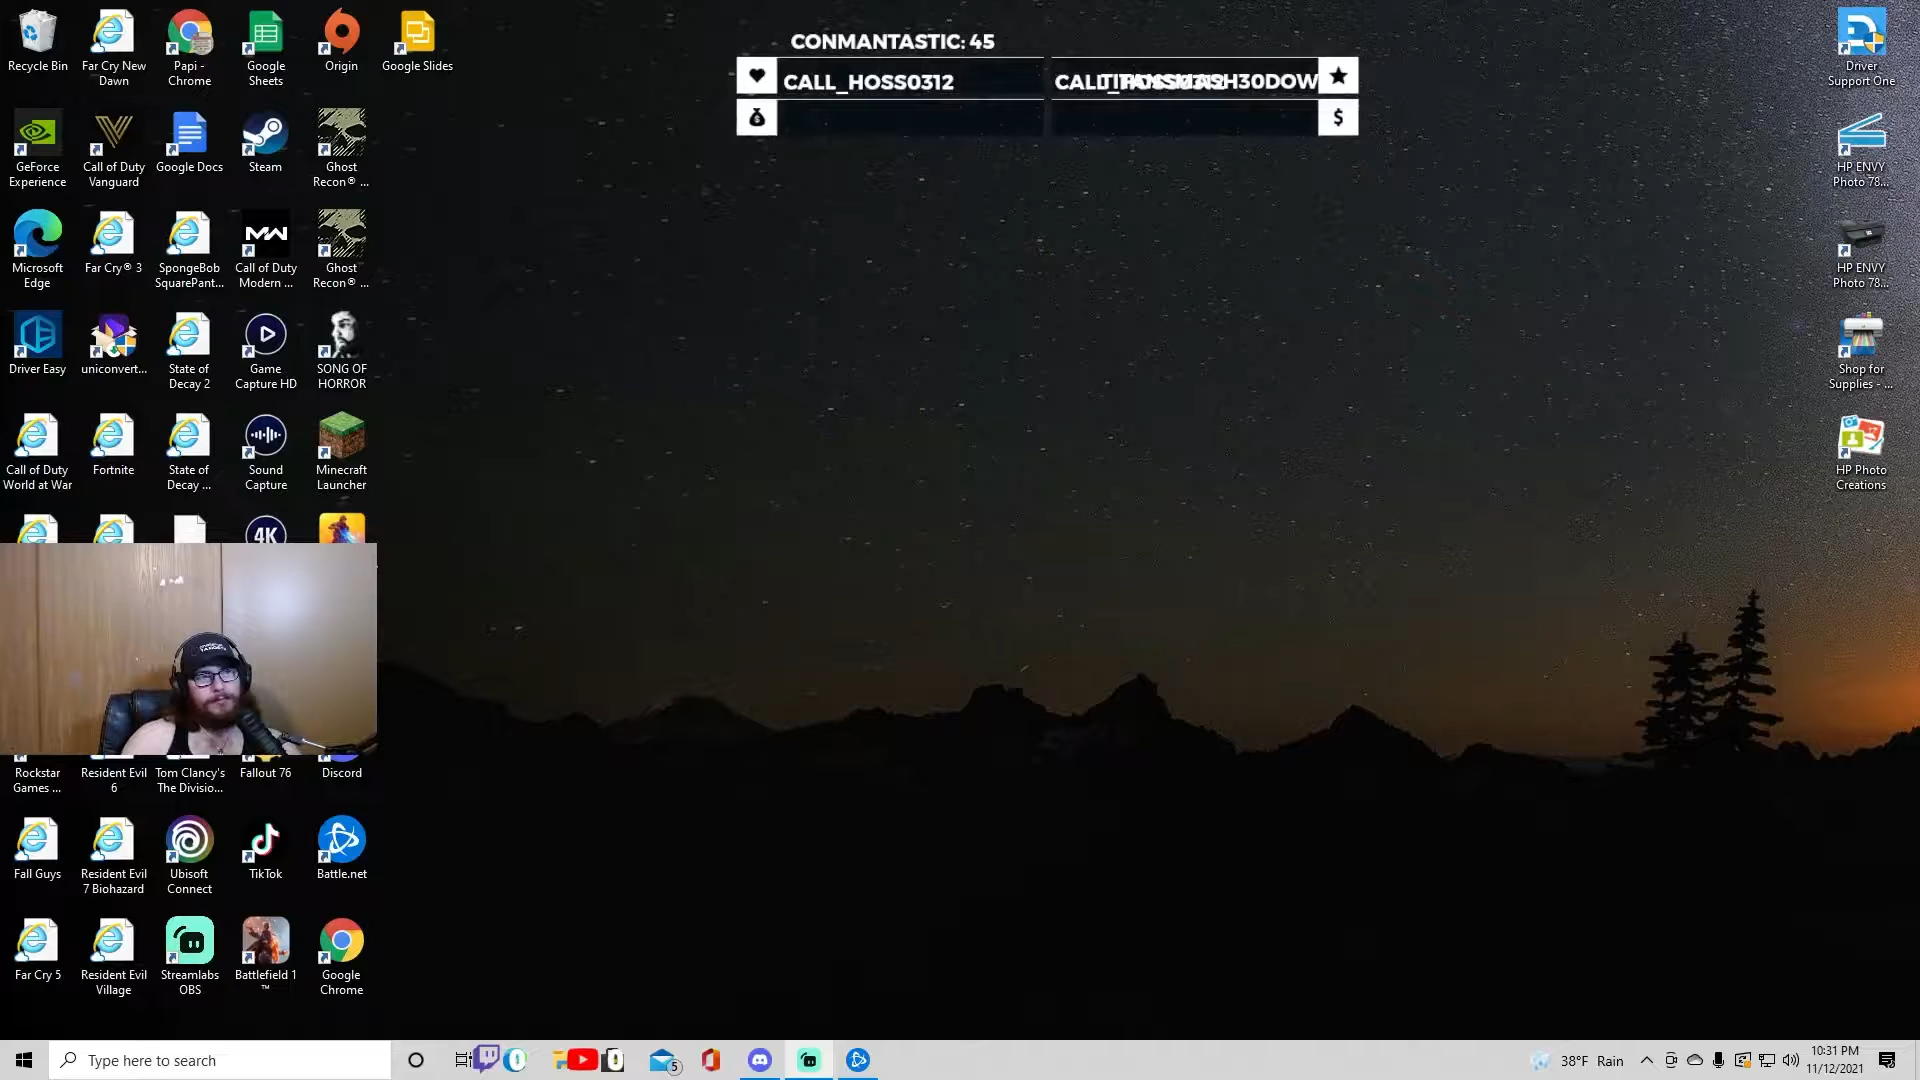 CONMANTASTIC: 45
CALL_HOSS0312
Recycle Bin
Far Cry New
Dawn
Papi -
Chrome
Google
Sheets
Origin
Google Slides
GeForce
Experience
Call of Duty
Vanguard
Google Docs
Steam
Ghost
Recon® ...
Microsoft
Edge
Far Cry® 3
SpongeBob
SquarePant...
MW
Call of Duty
Modern ...
Ghost
Recon® ...
Driver Easy
uniconvert...
State of
Decay 2
Game
Capture HD
SONG OF
HORROR
Call of Duty
World at War
Fortnite
State of
Decay ...
Sound
Capture
Minecraft
Launcher
4K
Rockstar
Games ...
Resident Evil
6
Tom Clancy's
The Divisio...
Fallout 76
Discord
Fall Guys
Resident Evil
7 Biohazard
Ubisoft
Connect
TikTok
Battle.net
Far Cry 5
Resident Evil
Village
Streamlabs
OBS
Battlefield 1
™
Google
Chrome
Driver
Support One
HP ENVY
Photo 78...
HP ENVY
Photo 78...
Shop for
Supplies - ...
HP Photo
Creations
Type here to search
5
38°F Rain
10:31 PM
11/12/2021